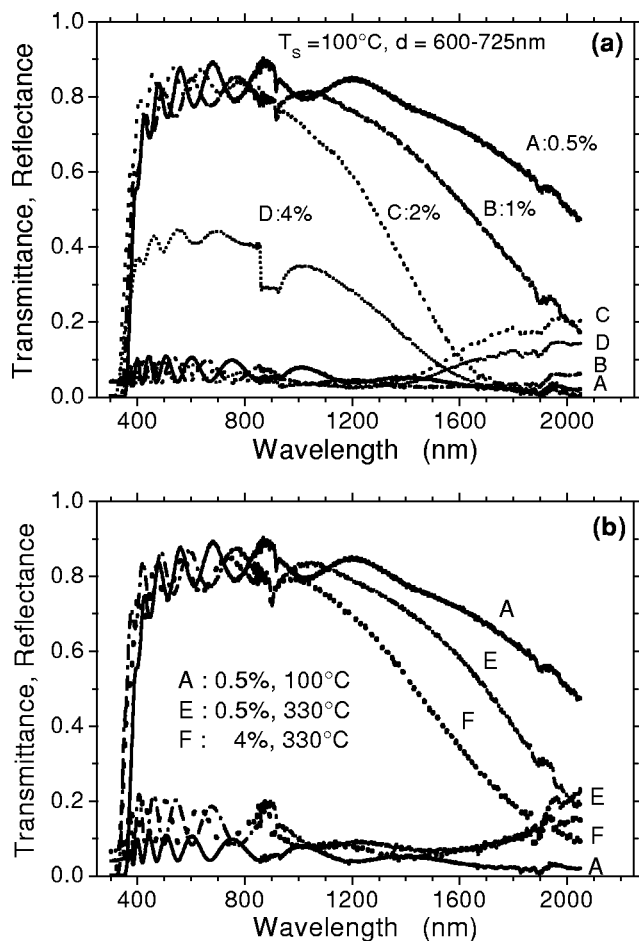 T_S =100°C, d = 600-725nm
(a)
1.0
0.8
0.6
0.4
0.2
0.0
Transmittance, Reflectance
A:0.5%
B:1%
C:2%
D:4%
C
D
B
A
400 800 1200 1600 2000
Wavelength (nm)
(b)
1.0
0.8
0.6
0.4
0.2
0.0
Transmittance, Reflectance
A
E
F
A : 0.5%, 100°C
E : 0.5%, 330°C
F : 4%, 330°C
E
F
A
400 800 1200 1600 2000
Wavelength (nm)